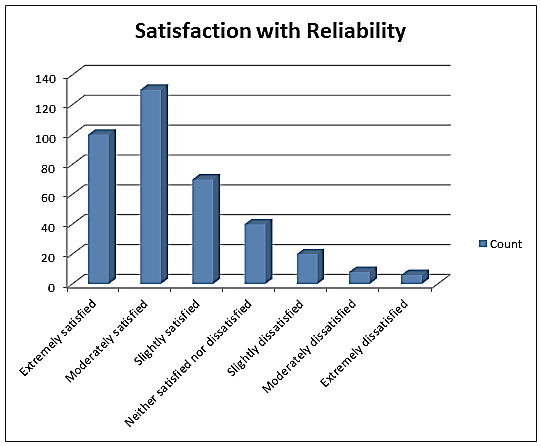 Satisfaction with Reliability
140
120
100
80
60
40
20
0
Extremely satisfied
Moderately satisfied
Slightly satisfied
Neither satisfied nor dissatisfied
Slightly dissatisfied
Moderately dissatisfied
Extremely dissatisfied
Count